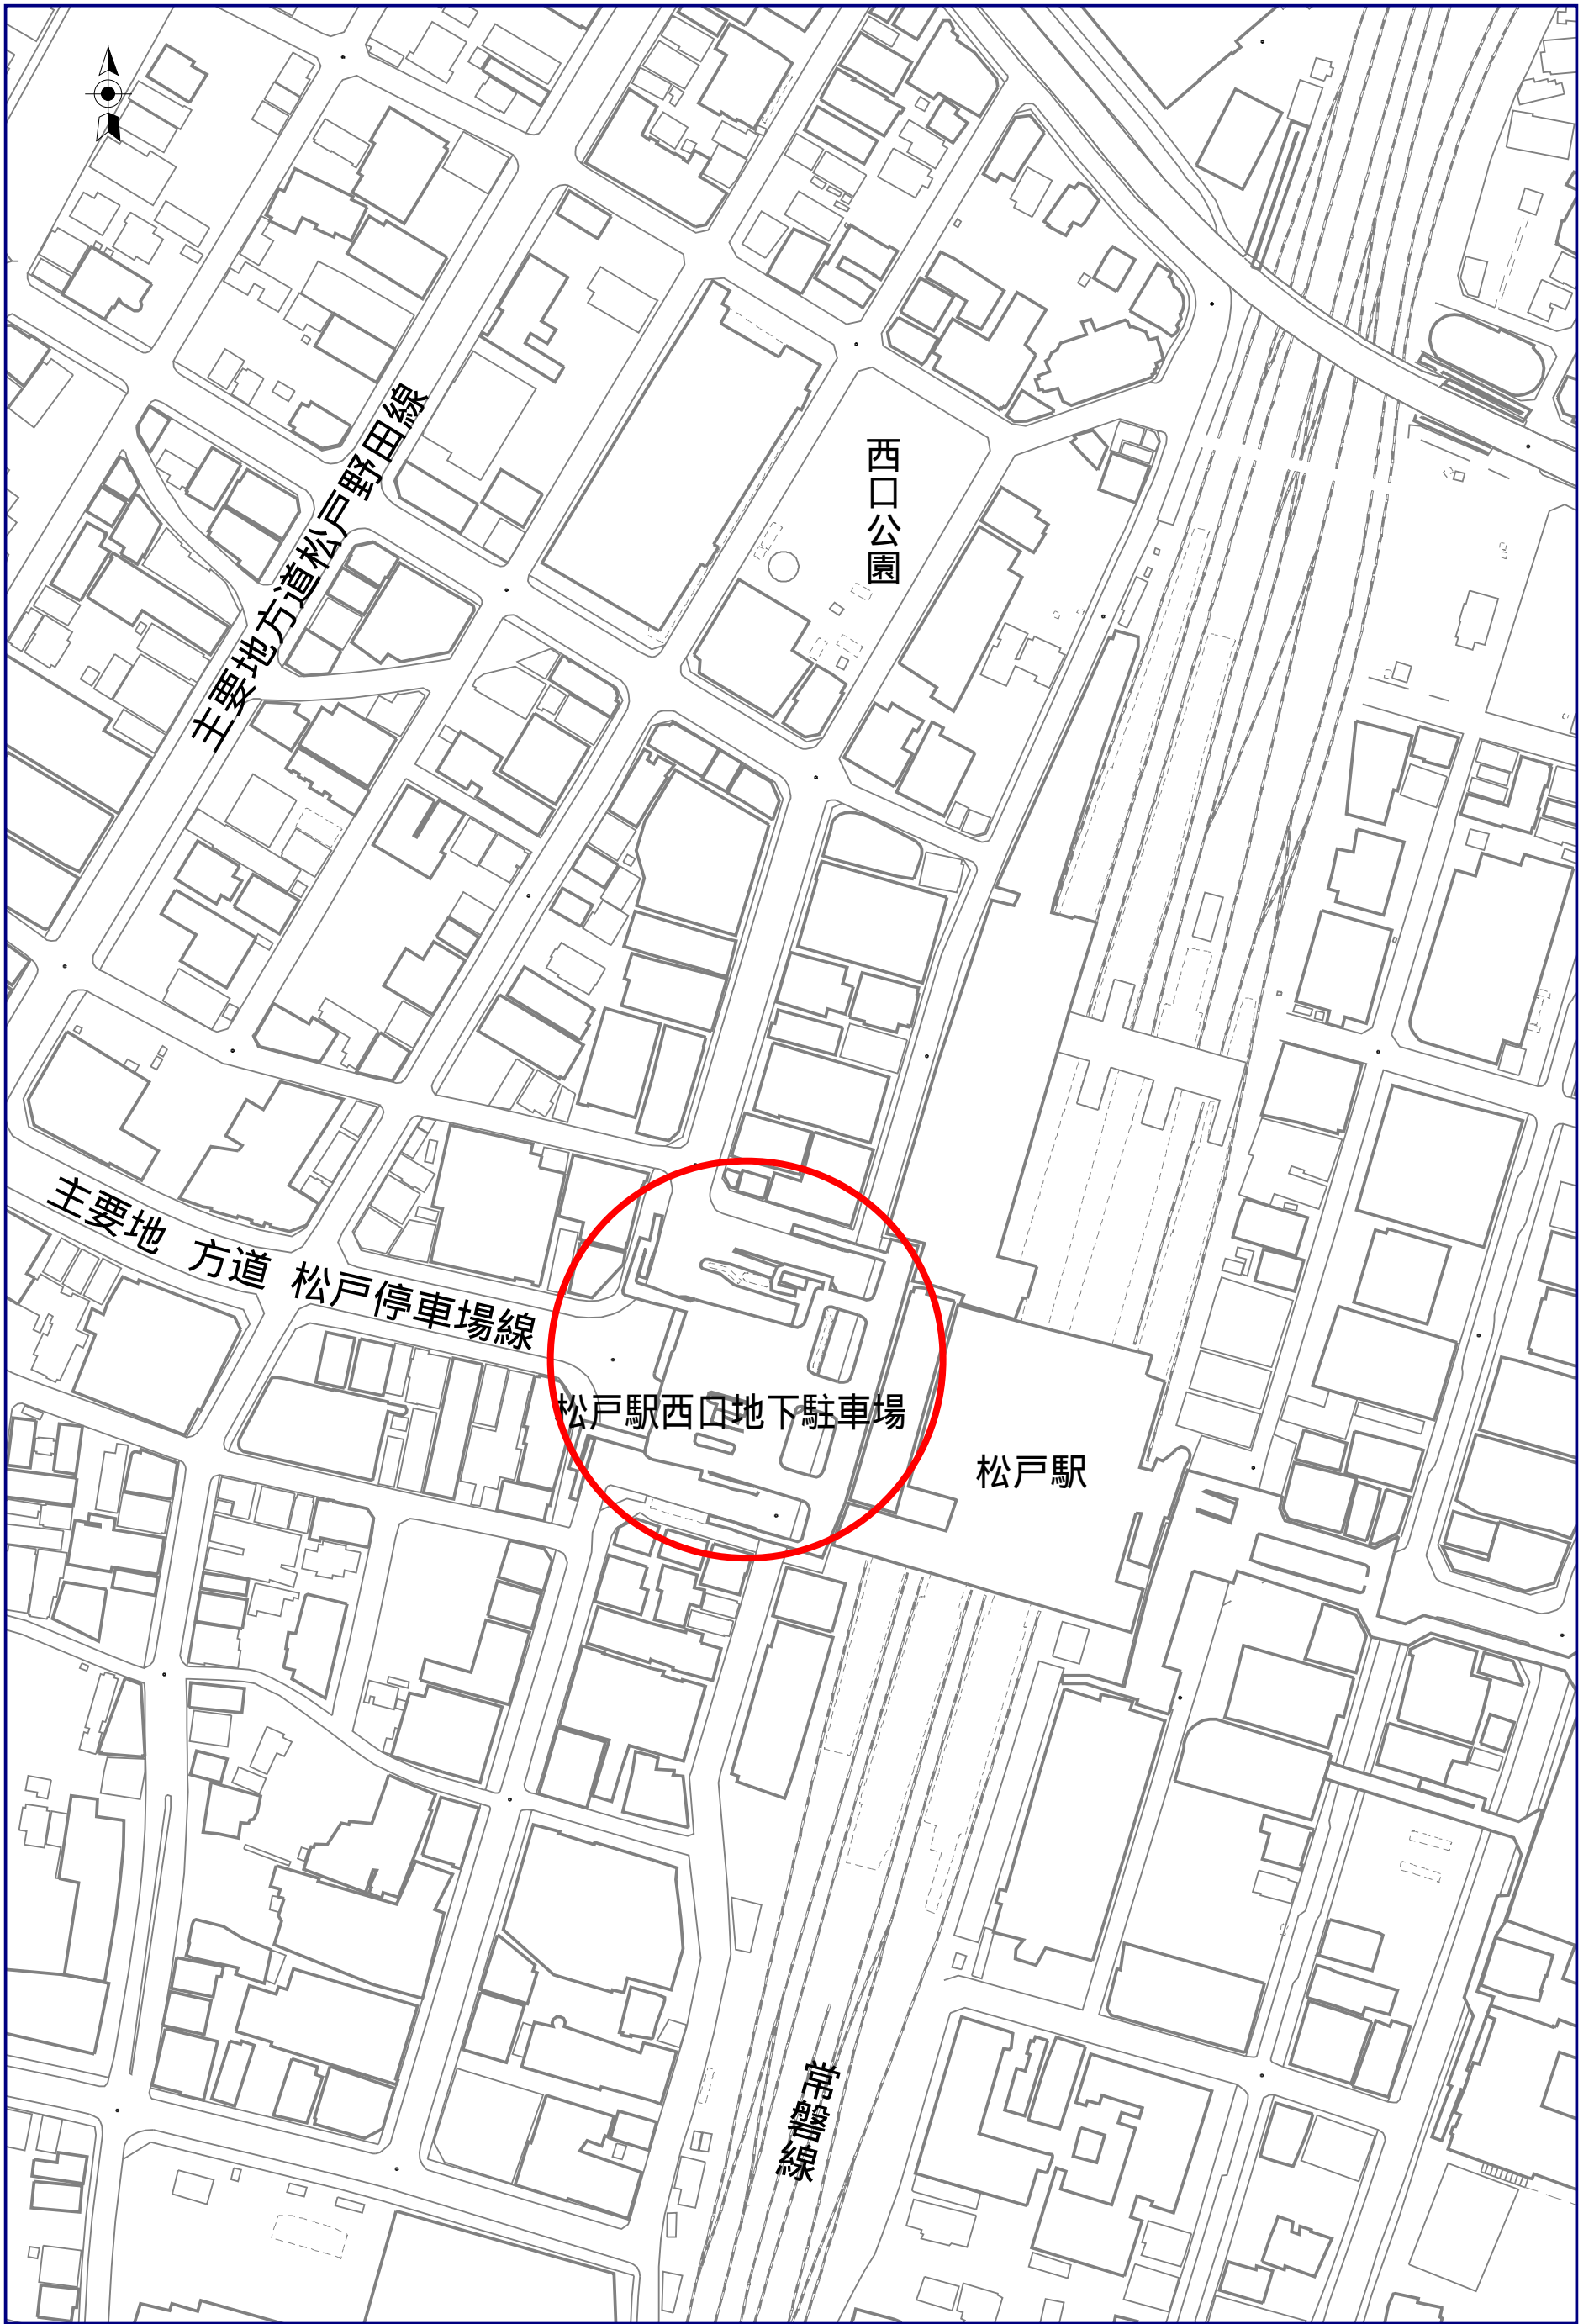 西口公園
主要地方道松戸野田線
主要地 方道 松戸停車場線
松戸駅西口地下駐車場
松戸駅
常磐線